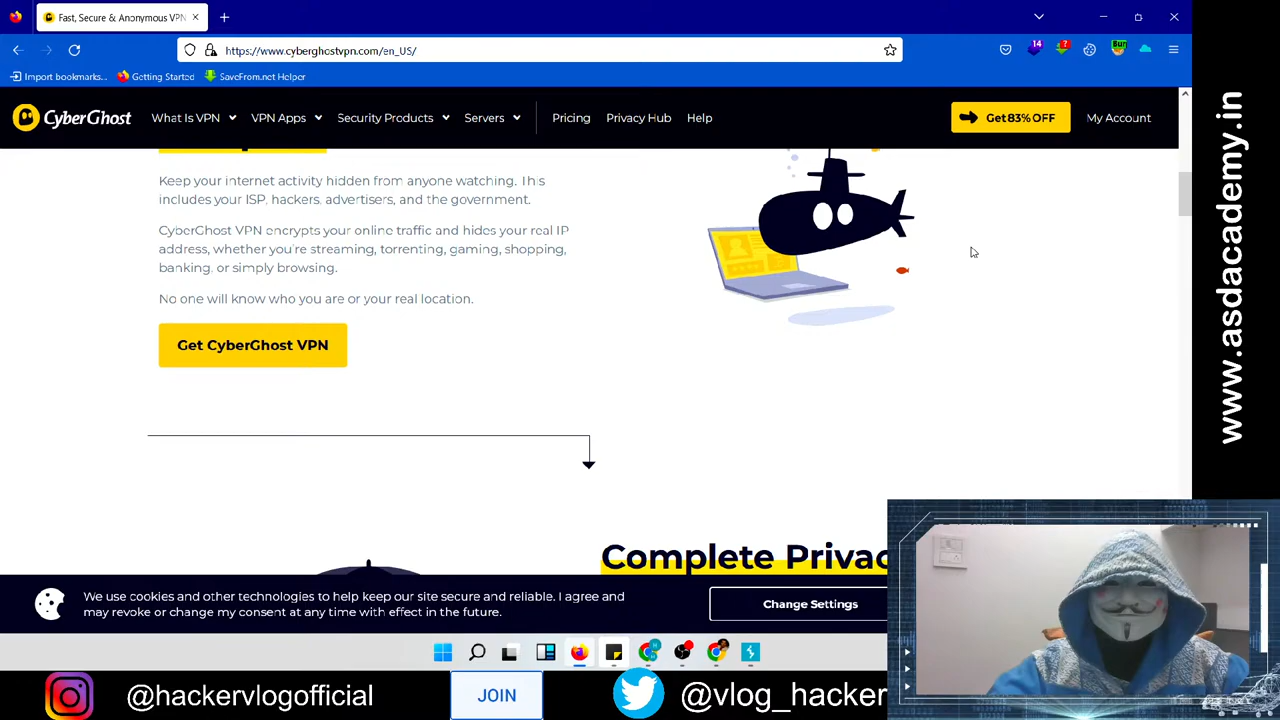 Fast, Secure & Anonymous VPN
https://www.cyberghostvpn.com/en_US/
14
?
Bur
Import bookmarks...
Getting Started
SaveFrom.net Helper
CyberGhost
What Is VPN
VPN Apps
Security Products
Servers
Pricing
Privacy Hub
Help
Get 83% OFF
My Account
Keep your internet activity hidden from anyone watching. This
includes your ISP, hackers, advertisers, and the government.
CyberGhost VPN encrypts your online traffic and hides your real IP
address, whether you're streaming, torrenting, gaming, shopping,
banking, or simply browsing.
No one will know who you are or your real location.
Get CyberGhost VPN
Complete Privac
We use cookies and other technologies to help keep our site secure and reliable. I agree and
may revoke or change my consent at any time with effect in the future.
Change Settings
@hackervlogofficial
JOIN
@vlog_hacker
www.asdacademy.in